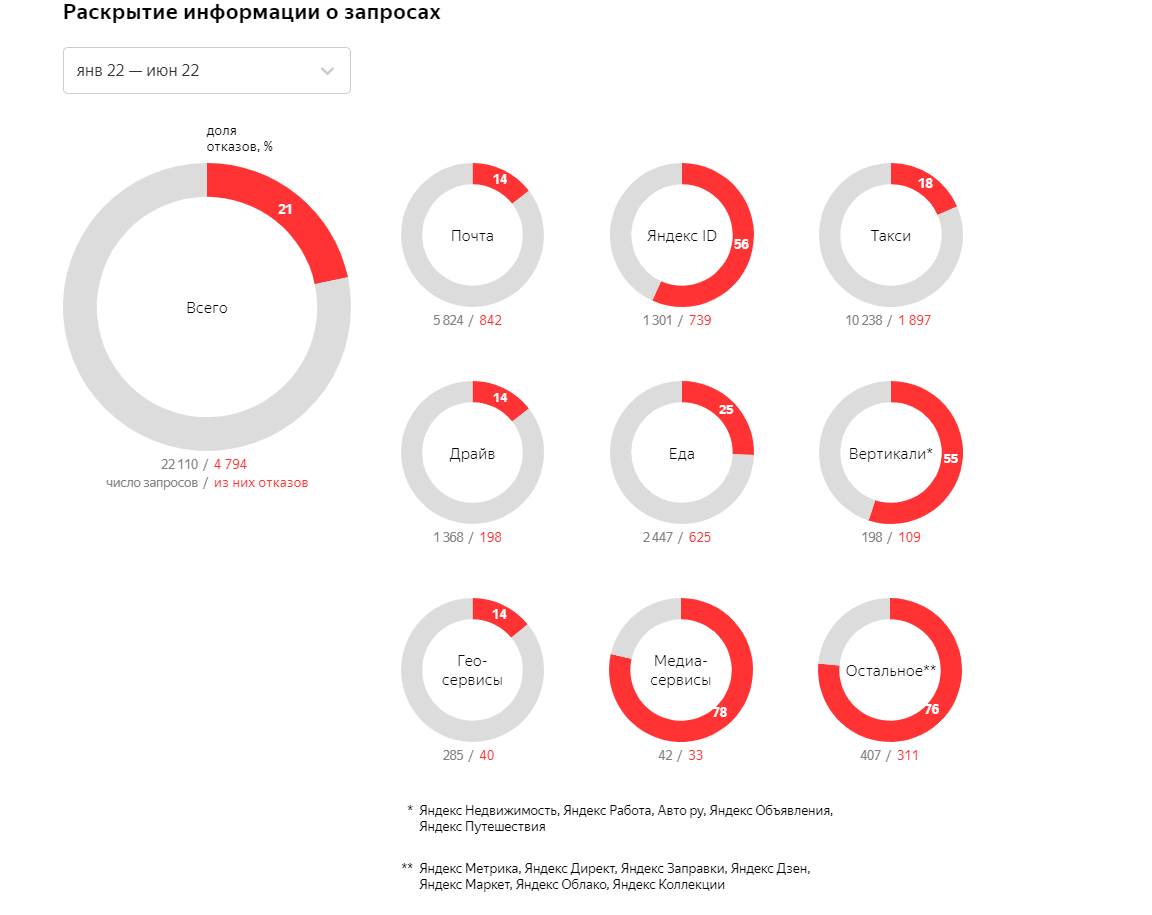 Раскрытие информации о запросах
янв 22 — июн 22
доля
отказов, %
21
Всего
22 110 / 4 794
число запросов / из них отказов
14
Почта
5 824 / 842
56
Яндекс ID
1 301 / 739
18
Такси
10 238 / 1 897
14
Драйв
1 368 / 198
25
Еда
2 447 / 625
55
Вертикали*
198 / 109
14
Гео-
сервисы
285 / 40
78
Медиа-
сервисы
42 / 33
76
Остальное**
407 / 311
* Яндекс Недвижимость, Яндекс Работа, Авто ру, Яндекс Объявления,
Яндекс Путешествия
** Яндекс Метрика, Яндекс Директ, Яндекс Заправки, Яндекс Дзен,
Яндекс Маркет, Яндекс Облако, Яндекс Коллекции